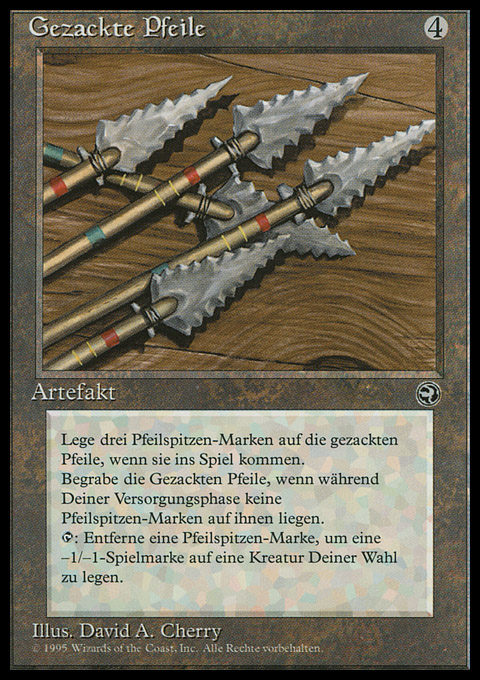 Gezackte Pfeile
4
Artefakt
Lege drei Pfeilspitzen-Marken auf die gezackten
Pfeile, wenn sie ins Spiel kommen.
Begrabe die Gezackten Pfeile, wenn während
Deiner Versorgungsphase keine
Pfeilspitzen-Marken auf ihnen liegen.
: Entferne eine Pfeilspitzen-Marke, um eine
–1/–1-Spielmarke auf eine Kreatur Deiner Wahl
zu legen.
Illus. David A. Cherry
© 1995 Wizards of the Coast, Inc. Alle Rechte vorbehalten.